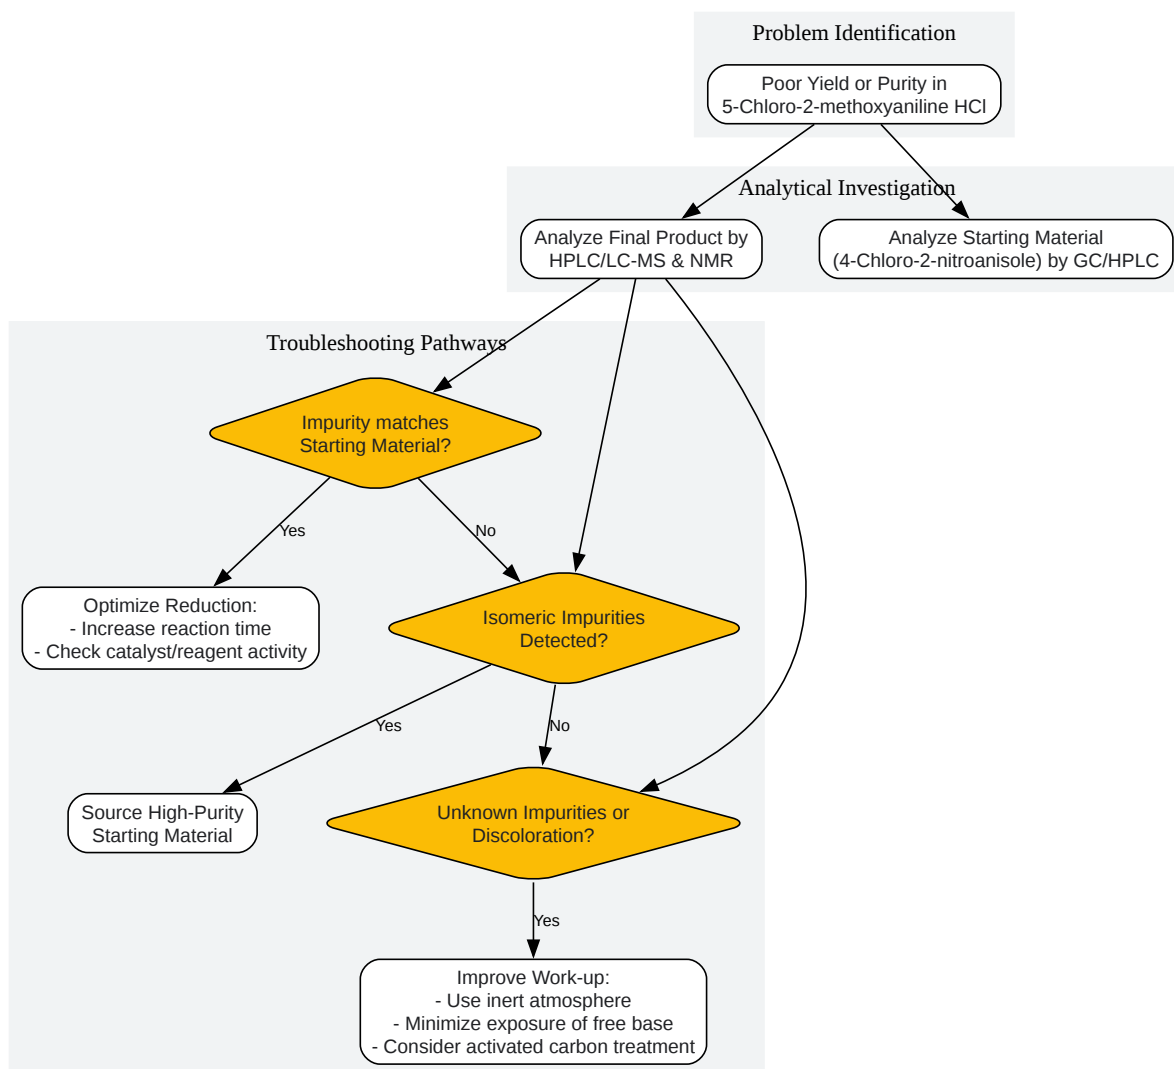 Problem Identification
Poor Yield or Purity in
5-Chloro-2-methoxyaniline HCl
Analytical Investigation
Analyze Final Product by
HPLC/LC-MS & NMR
Analyze Starting Material
(4-Chloro-2-nitroanisole) by GC/HPLC
Troubleshooting Pathways
Impurity matches
Starting Material?
Yes
No
Optimize Reduction:
- Increase reaction time
- Check catalyst/reagent activity
Isomeric Impurities
Detected?
Yes
No
Source High-Purity
Starting Material
Unknown Impurities or
Discoloration?
Yes
Improve Work-up:
- Use inert atmosphere
- Minimize exposure of free base
- Consider activated carbon treatment